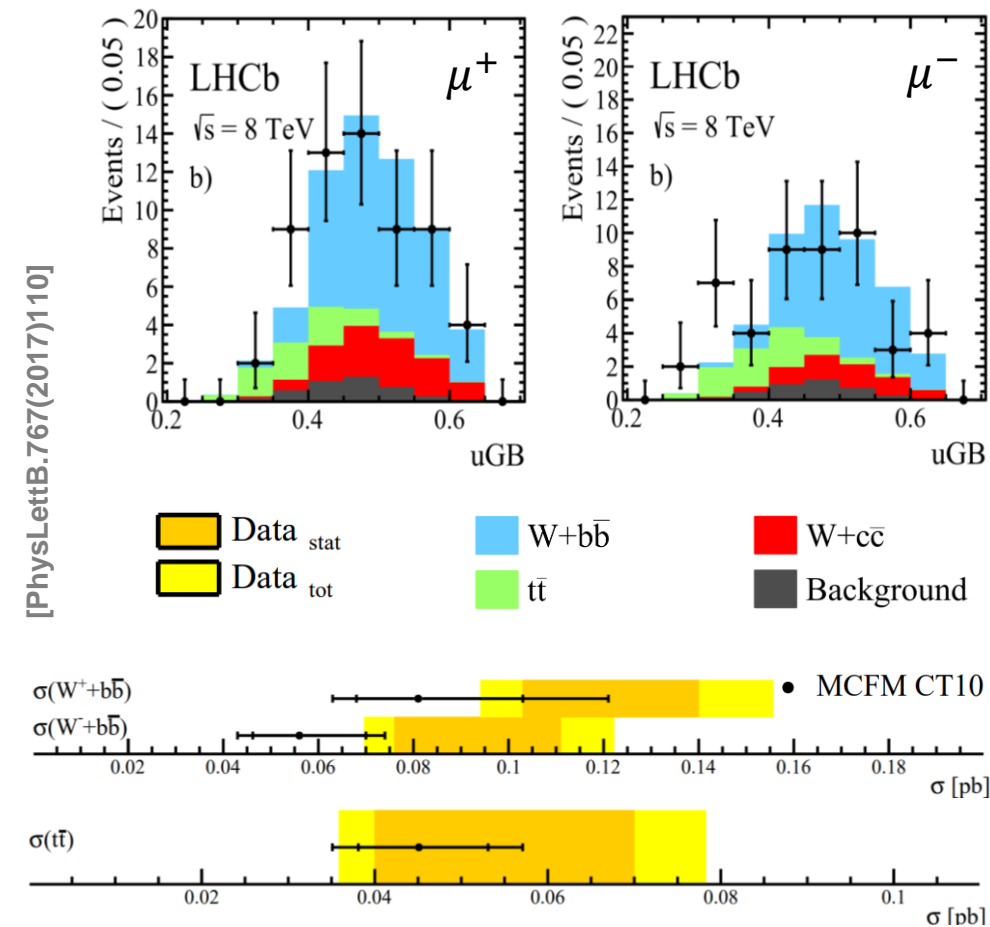 [PhysLettB.767(2017)110]
Events / ( 0.05 )
20
18
16
14
12
10
8
6
4
2
0
LHCb
√s = 8 TeV
b)
μ⁺
0.2 0.4 0.6
uGB
Events / ( 0.05 )
22
20
18
16
14
12
10
8
6
4
2
0
LHCb
√s = 8 TeV
b)
μ⁻
0.2 0.4 0.6
uGB
Data stat
Data tot
W+bb̄
tt̄
W+cc̄
Background
σ(W⁺+bb̄)
σ(W⁻+bb̄)
MCFM CT10
0.02 0.04 0.06 0.08 0.1 0.12 0.14 0.16 0.18
σ [pb]
σ(tt̄)
0.02 0.04 0.06 0.08 0.1
σ [pb]